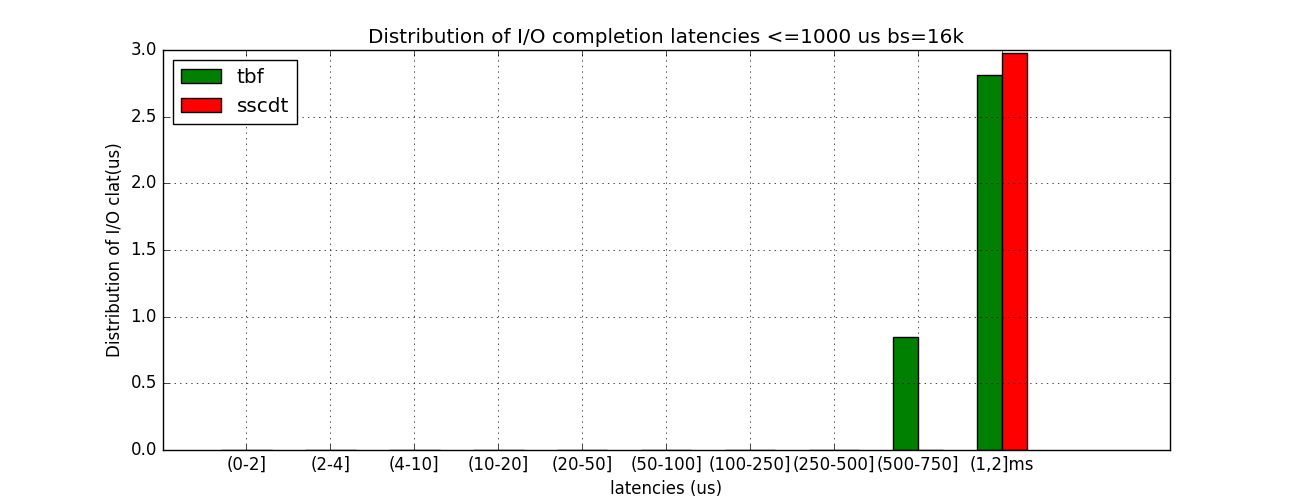 Distribution of I/O completion latencies <=1000 us bs=16k
tbf
sscdt
Distribution of I/O clat(us)
3.0
2.5
2.0
1.5
1.0
0.5
0.0
(0-2] (2-4] (4-10] (10-20] (20-50] (50-100] (100-250] (250-500] (500-750] (1,2]ms
latencies (us)